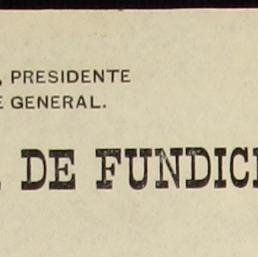 , PRESIDENTE
GENERAL.
DE FUNDICI